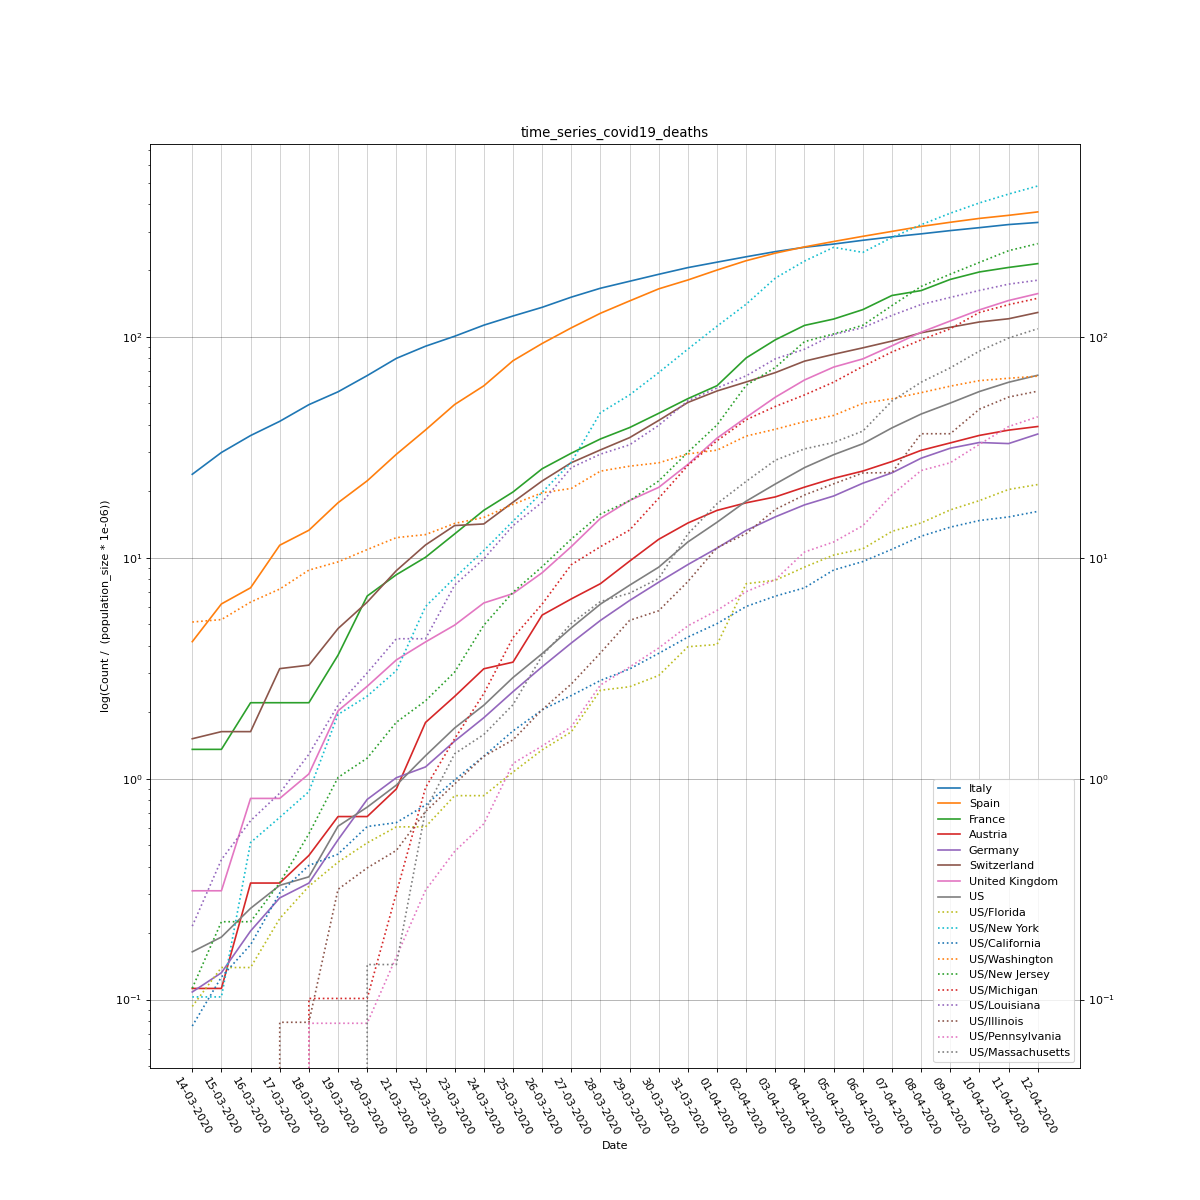 time_series_covid19_deaths
log(Count / (population_size * 1e-06))
10²
10¹
10⁰
10⁻¹
10²
10¹
10⁰
10⁻¹
Italy
Spain
France
Austria
Germany
Switzerland
United Kingdom
US
US/Florida
US/New York
US/California
US/Washington
US/New Jersey
US/Michigan
US/Louisiana
US/Illinois
US/Pennsylvania
US/Massachusetts
14-03-2020
15-03-2020
16-03-2020
17-03-2020
18-03-2020
19-03-2020
20-03-2020
21-03-2020
22-03-2020
23-03-2020
24-03-2020
25-03-2020
26-03-2020
27-03-2020
28-03-2020
29-03-2020
30-03-2020
31-03-2020
01-04-2020
02-04-2020
03-04-2020
04-04-2020
05-04-2020
06-04-2020
07-04-2020
08-04-2020
09-04-2020
10-04-2020
11-04-2020
12-04-2020
Date